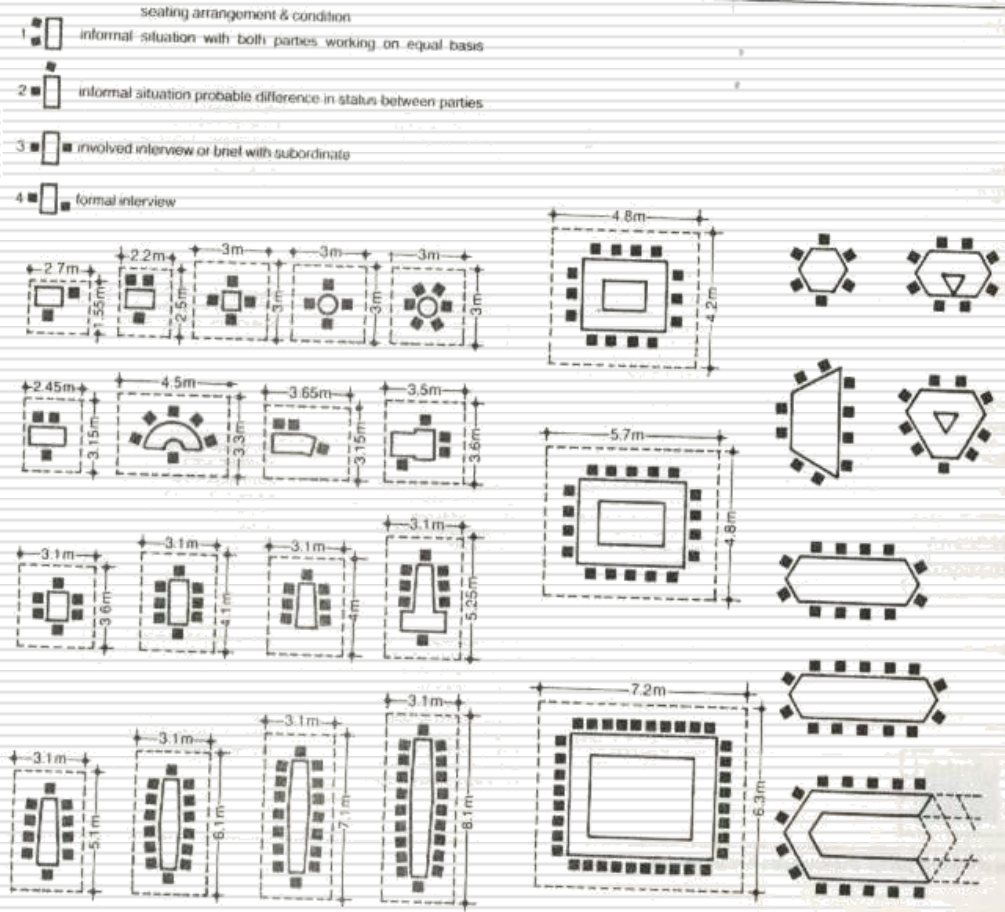 seating arrangement & condition
1 informal situation with both parties working on equal basis
2 informal situation probable difference in status between parties
3 involved interview or brief with subordinate
4 formal interview
4.8m
4.2m
2.7m
1.55m
2.2m
2.5m
3m
3m
3m
3m
3m
3m
2.45m
3.15m
4.5m
3.3m
3.65m
3.15m
3.5m
3.6m
5.7m
4.8m
3.1m
3.6m
3.1m
4.1m
3.1m
4m
3.1m
5.25m
7.2m
6.3m
3.1m
5.1m
3.1m
6.1m
3.1m
7.1m
3.1m
8.1m